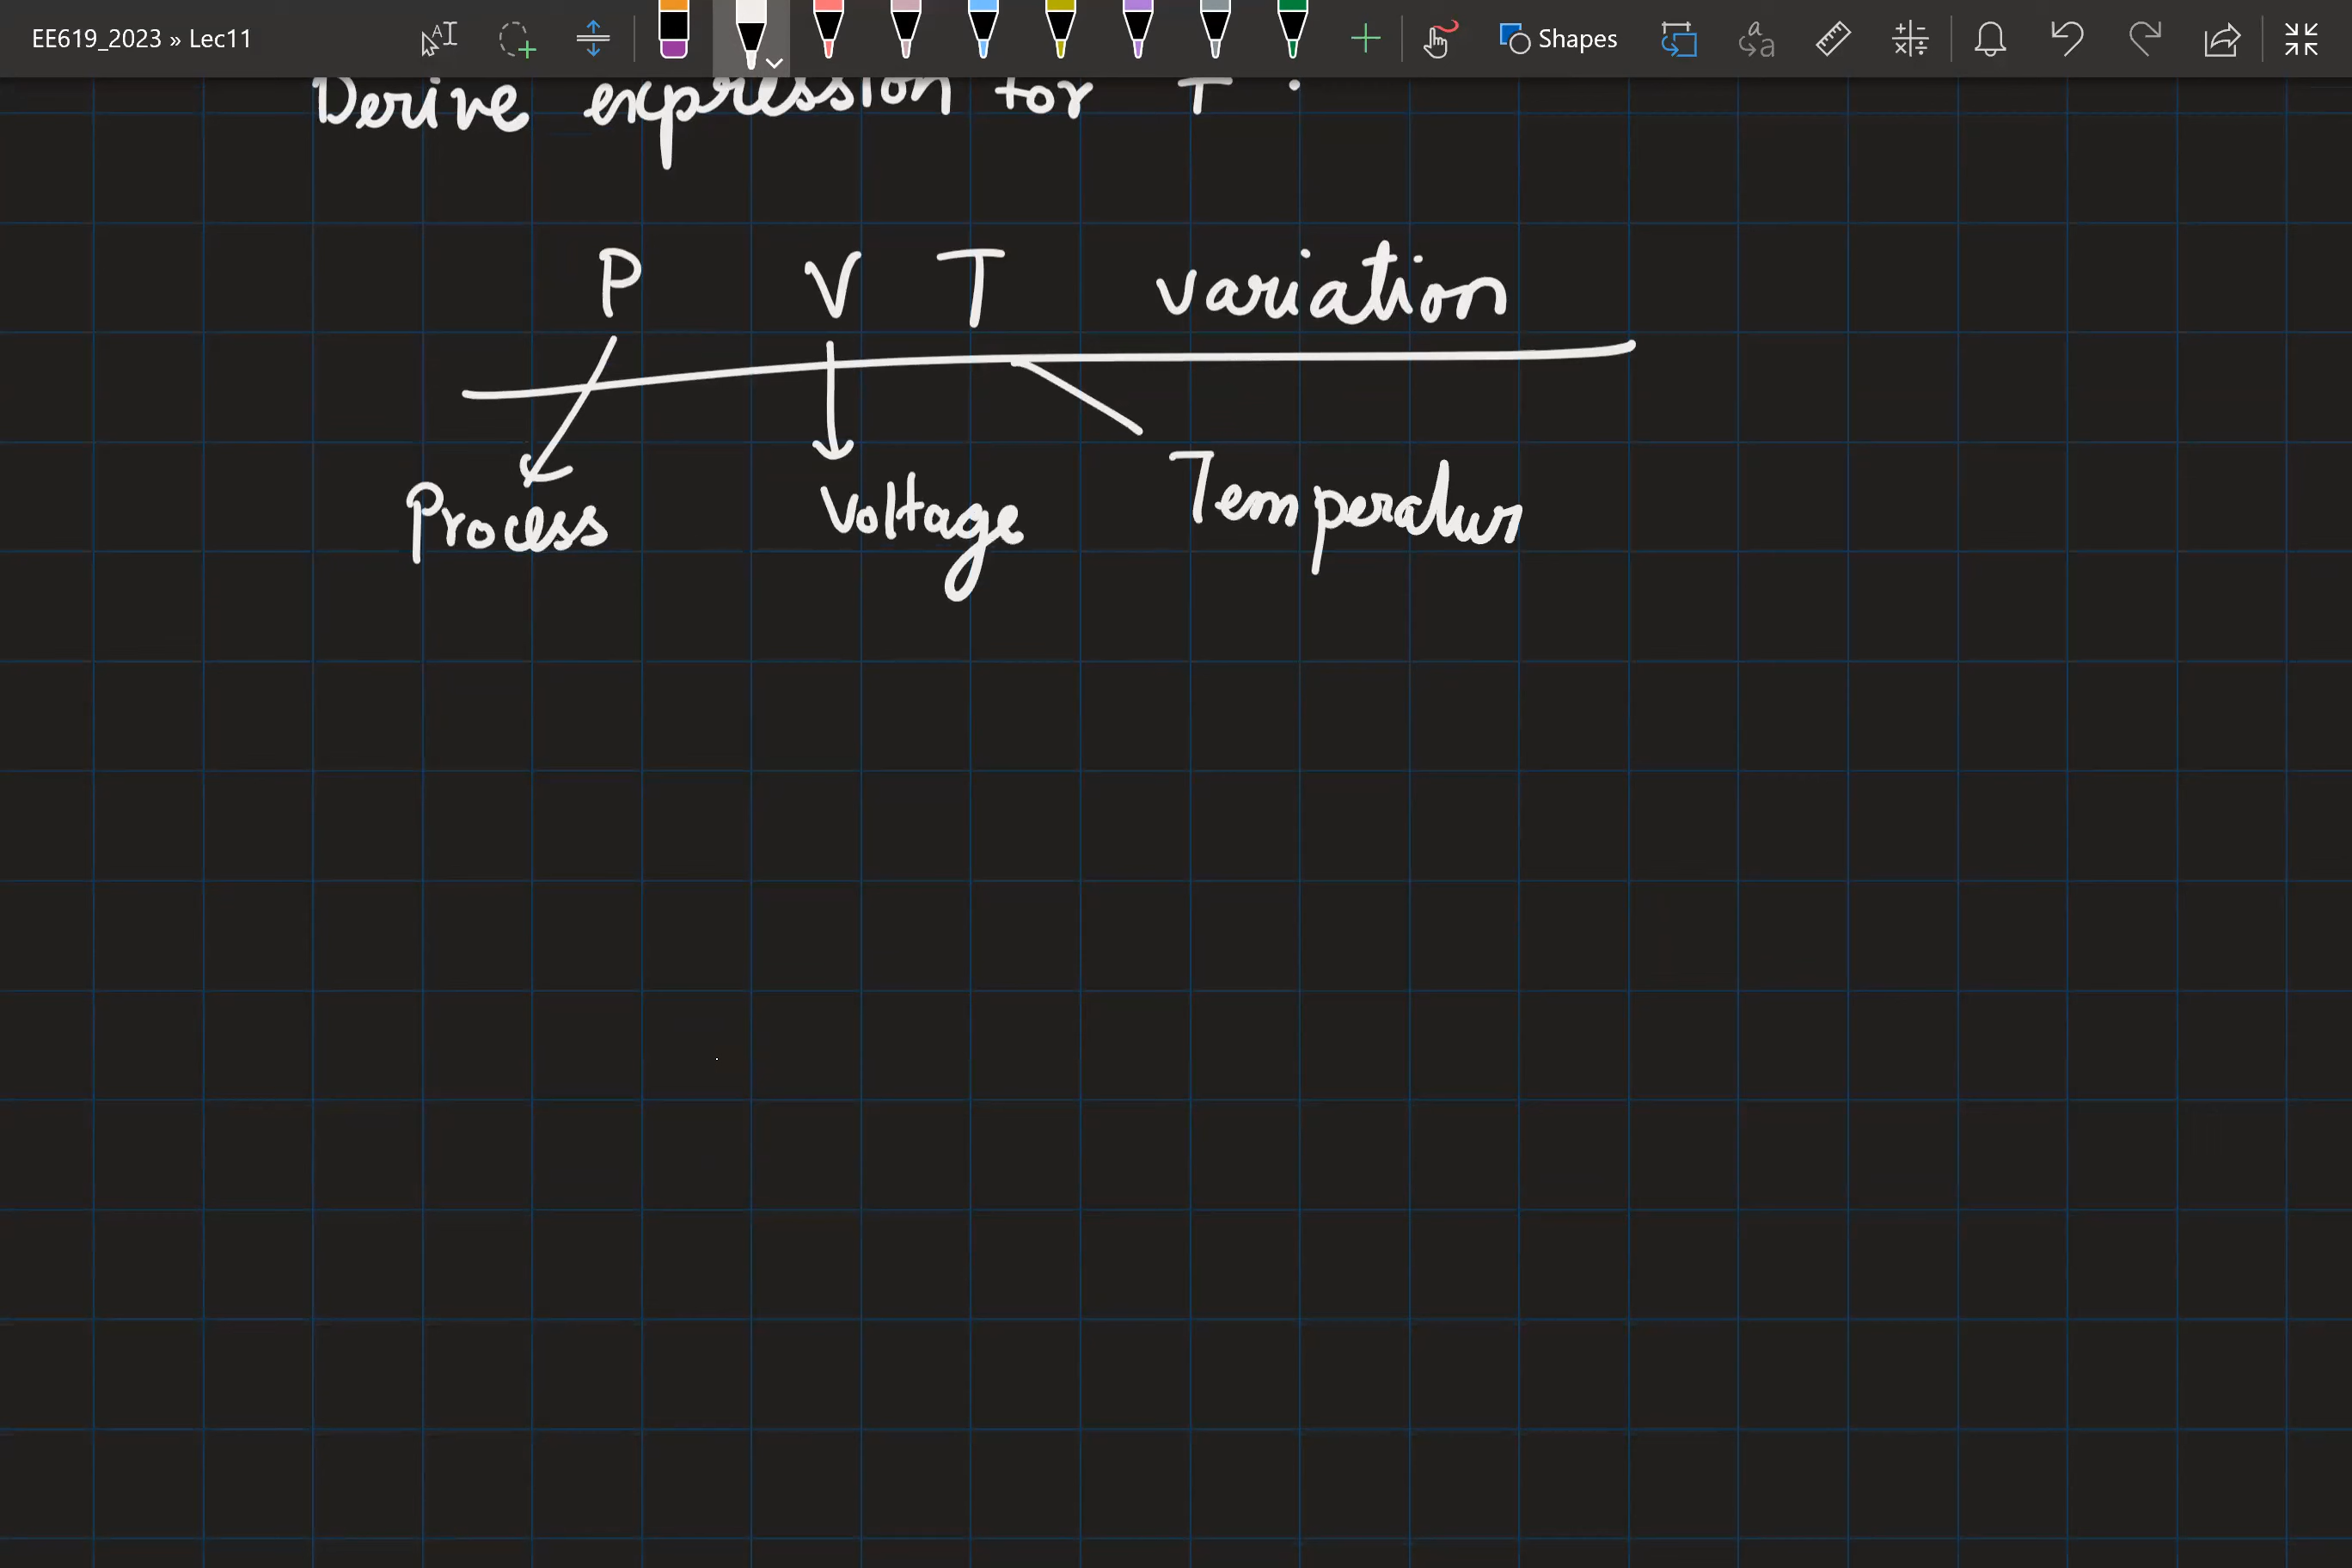 EE619_2023 » Lec11
Shapes
Derive expression for T :
P V T variation
Process Voltage Temperatur